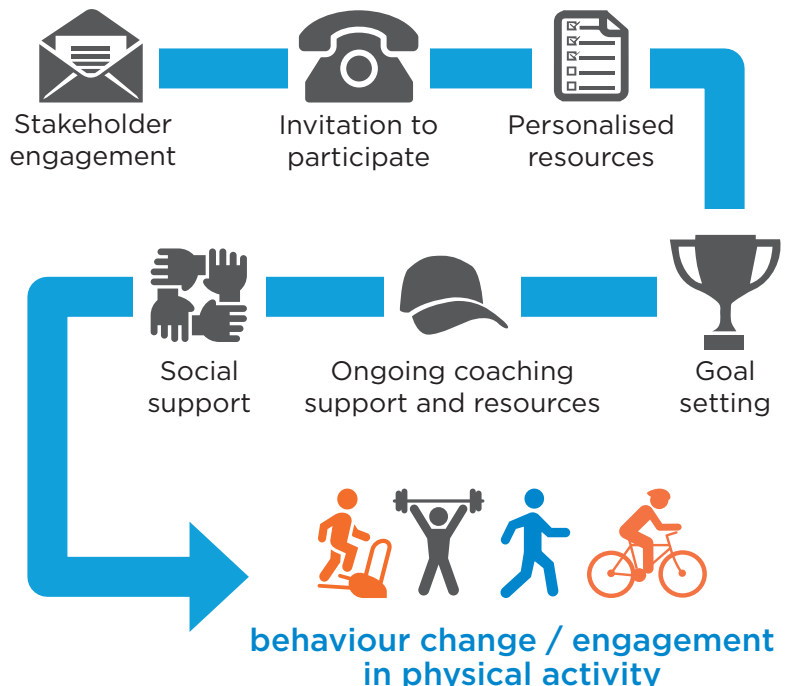 Stakeholder
engagement
Invitation to
participate
Personalised
resources
Goal
setting
Ongoing coaching
support and resources
Social
support
behaviour change / engagement
in physical activity